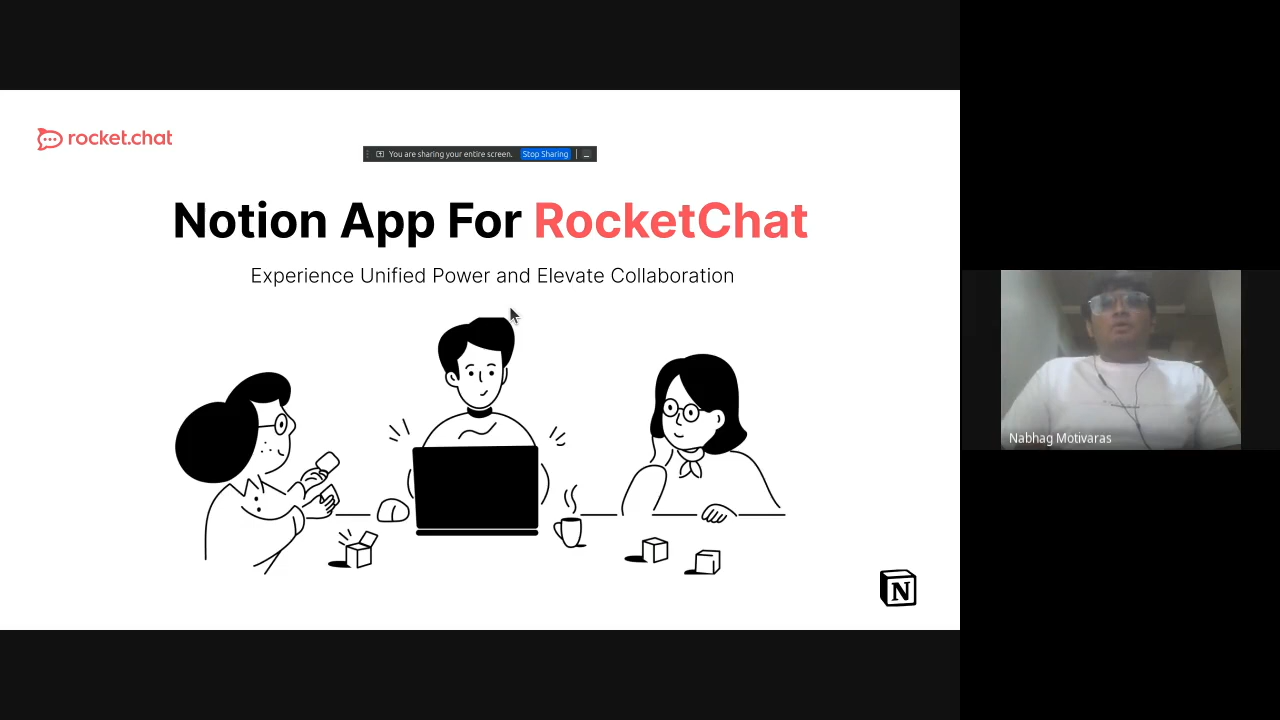 rocket.chat
You are sharing your entire screen. Stop Sharing
Notion App For RocketChat
Experience Unified Power and Elevate Collaboration
N
Nabhag Motivaras